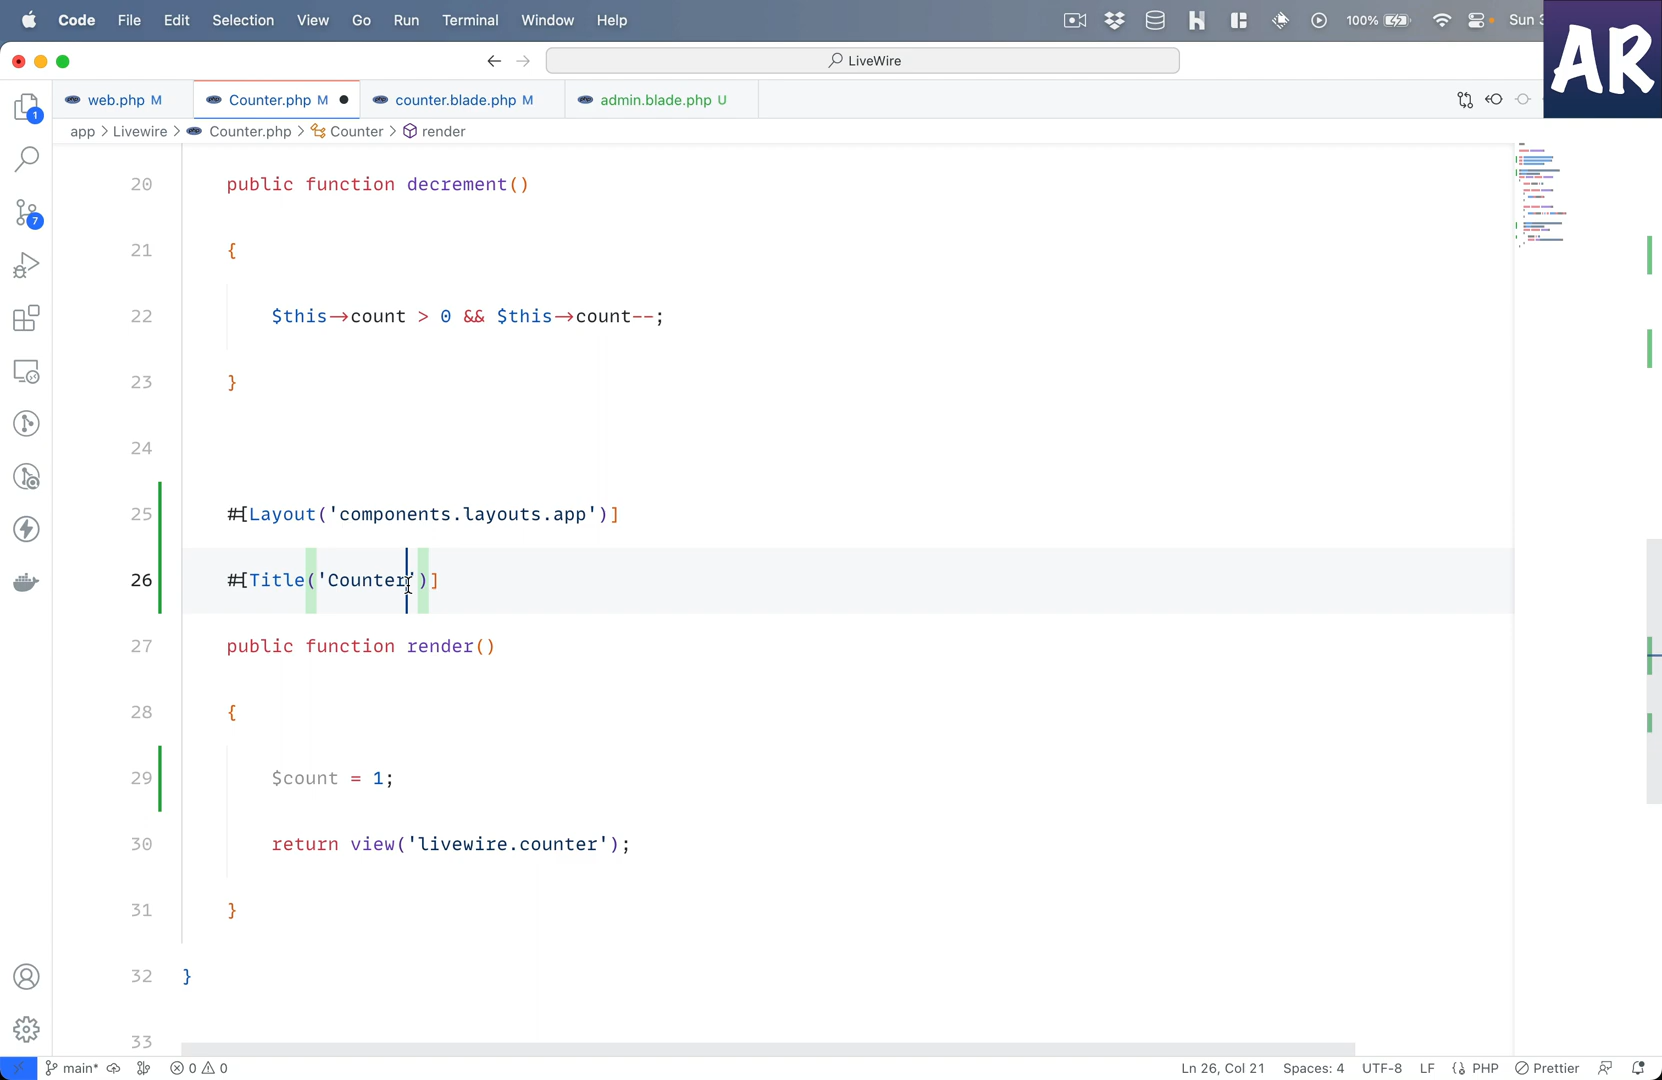 Code File Edit Selection View Go Run Terminal Window Help 100% Sun 3
AR
LiveWire
web.php M Counter.php M counter.blade.php M admin.blade.php U
app > Livewire > Counter.php > Counter > render
1
7
20 public function decrement()
21 {
22 $this->count > 0 && $this->count--;
23 }
24
25 #[Layout('components.layouts.app')]
26 #[Title('Counter')]
27 public function render()
28 {
29 $count = 1;
30 return view('livewire.counter');
31 }
32 }
33
main* 0 0 Ln 26, Col 21 Spaces: 4 UTF-8 LF PHP Prettier